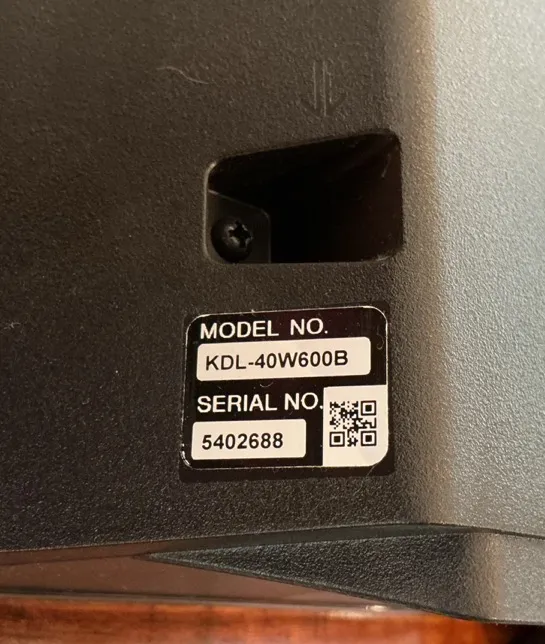 MODEL NO.
KDL-40W600B
SERIAL NO.
5402688